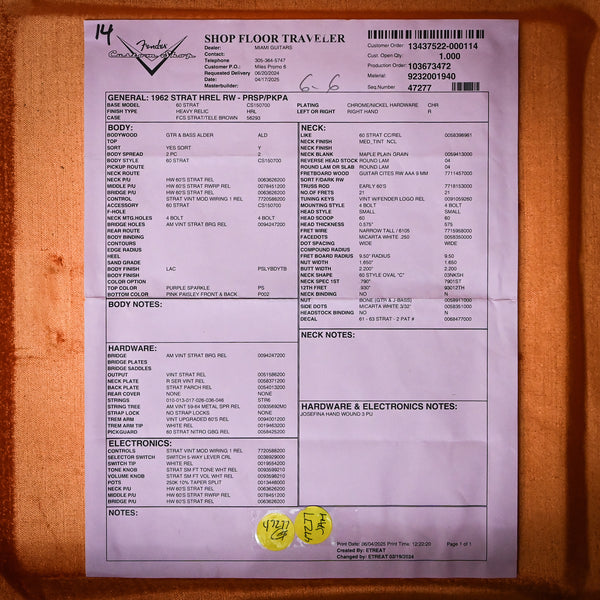 14
Fender
Custom Shop
SHOP FLOOR TRAVELER
Dealer: MIAMI GUITARS
Contact:
Telephone 305-364-5747
Customer P.O.: Miles Promo 6
Requested Delivery 06/20/2024
Date: 04/17/2025
Masterbuilder:
Customer Order: 13437522-000114
Cust. Open Qty: 1.000
Production Order: 103673472
Material: 9232001940
Seq.Number 47277
6-6
GENERAL: 1962 STRAT HREL RW - PRSP/PKPA
BASE MODEL 60 STRAT CS150700 PLATING CHROME/NICKEL HARDWARE CHR
FINISH TYPE HEAVY RELIC HRL LEFT OR RIGHT RIGHT HAND R
CASE FCS STRAT/TELE BROWN 58293
BODY:
BODYWOOD GTR & BASS ALDER ALD
TOP
SORT YES SORT Y
BODY SPREAD 2 PC 2
BODY STYLE 60 STRAT CS150700
PICKUP ROUTE
NECK ROUTE
NECK P/U HW 60'S STRAT REL 0063626200
MIDDLE P/U HW 60'S STRAT RWRP REL 0078451200
BRIDGE P/U HW 60'S STRAT REL 0063626200
CONTROL STRAT VINT MOD WIRING 1 REL 7720588200
ACCESSORY 60 STRAT CS150700
F-HOLE
NECK MTG.HOLES 4 BOLT 4
BRIDGE HOLES AM VINT STRAT BRG REL 0094247200
REAR ROUTE
BODY BINDING
CONTOURS
EDGE RADIUS
HEEL
SAND GRADE
BODY FINISH LAC PSLYBDYTB
BODY FINISH
COLOR OPTION
TOP COLOR PURPLE SPARKLE PS
BOTTOM COLOR PINK PAISLEY FRONT & BACK P002
NECK:
LIKE 60 STRAT CC/REL 0058398981
NECK FINISH MED_TINT NCL
NECK FINISH
NECK BLANK MAPLE PLAIN GRAIN 0059413000
REVERSE HEAD STOCK ROUND LAM 04
ROUND LAM OR SLAB ROUND LAM 04
FRETBOARD WOOD GUITAR CITES RW AAA 9 MM 7711457000
SORT F/DARK RW
TRUSS ROD EARLY 60'S 7718153000
NO.OF FRETS 21 21
TUNING KEYS VINT W/FENDER LOGO REL 0091059260
MOUNTING STYLE 4 BOLT 4 BOLT
HEAD STYLE SMALL SMALL
HEAD SCOOP 60 60
HEAD THICKNESS 0.575" 575
FRET WIRE NARROW TALL / 6105 7715958000
FACEDOTS MICARTA WHITE .250 0058350000
DOT SPACING WIDE WIDE
COMPOUND RADIUS
FRET BOARD RADIUS 9.50" RADIUS 9.50
NUT WIDTH 1.650" 1.650
BUTT WIDTH 2.200" 2.200
NECK SHAPE 60 STYLE OVAL "C" 03NKSH
NECK SPEC 1ST .790" 7901ST
12TH FRET .930" 93012TH
NECK BINDING NO
NUT BONE (GTR & J-BASS) 0058911000
SIDE DOTS MICARTA WHITE 3/32" 0058351000
HEADSTOCK BINDING NO N
DECAL 61 - 63 STRAT - 2 PAT # 0068477000
BODY NOTES:
NECK NOTES:
HARDWARE:
BRIDGE AM VINT STRAT BRG REL 0094247200
BRIDGE PLATES
BRIDGE SADDLES
OUTPUT VINT STRAT REL 0051586200
NECK PLATE R SER VINT REL 0058371200
BACK PLATE STRAT PARCH REL 0054013200
REAR COVER NONE NONE
STRINGS 010-013-017-026-036-046 STR6
STRING TREE AM VINT 59-64 METAL SPR REL 00935692MO
STRAP LOCK NO STRAP LOCKS NONE
TREM ARM VINT UPGRADED 60'S REL 0094001200
TREM ARM TIP WHITE REL 0019463200
PICKGUARD 60 STRAT NITRO GBG REL 0058425200
HARDWARE & ELECTRONICS NOTES:
JOSEFINA HAND WOUND 3 PU
ELECTRONICS:
CONTROLS STRAT VINT MOD WIRING 1 REL 7720588200
SELECTOR SWITCH SWITCH 5-WAY LEVER CRL 0038929000
SWITCH TIP WHITE REL 0019554200
TONE KNOB STRAT SM FT TONE WHT REL 0093599210
VOLUME KNOB STRAT SM FT VOL WHT REL 0093598210
POTS 250K 10% TAPER SPLIT 0013446000
NECK P/U HW 60'S STRAT REL 0063626200
MIDDLE P/U HW 60'S STRAT RWRP REL 0078451200
BRIDGE P/U HW 60'S STRAT REL 0063626200
NOTES:
47277
47277
Print Date: 06/04/2025 Print Time: 12:22:20 Page 1 of 1
Created By: ETREAT
Changed by: ETREAT 02/19/2024